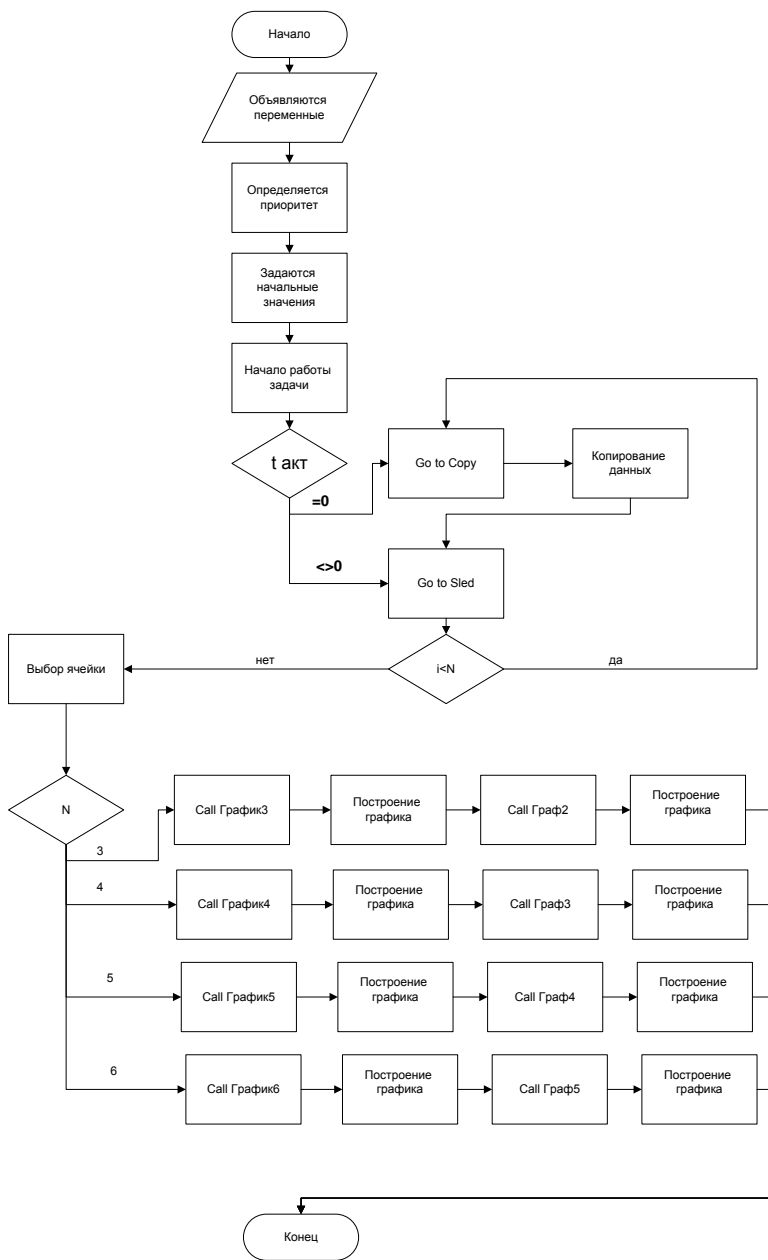 Начало
Объявляются
переменные
Определяется
приоритет
Задаются
начальные
значения
Начало работы
задачи
t акт
Go to Copy
Копирование
данных
=0
<>0
Go to Sled
Выбор ячейки
нет
i<N
да
N
3
Call График3
Построение
графика
Call Граф2
Построение
графика
4
Call График4
Построение
графика
Call Граф3
Построение
графика
5
Call График5
Построение
графика
Call Граф4
Построение
графика
6
Call График6
Построение
графика
Call Граф5
Построение
графика
Конец